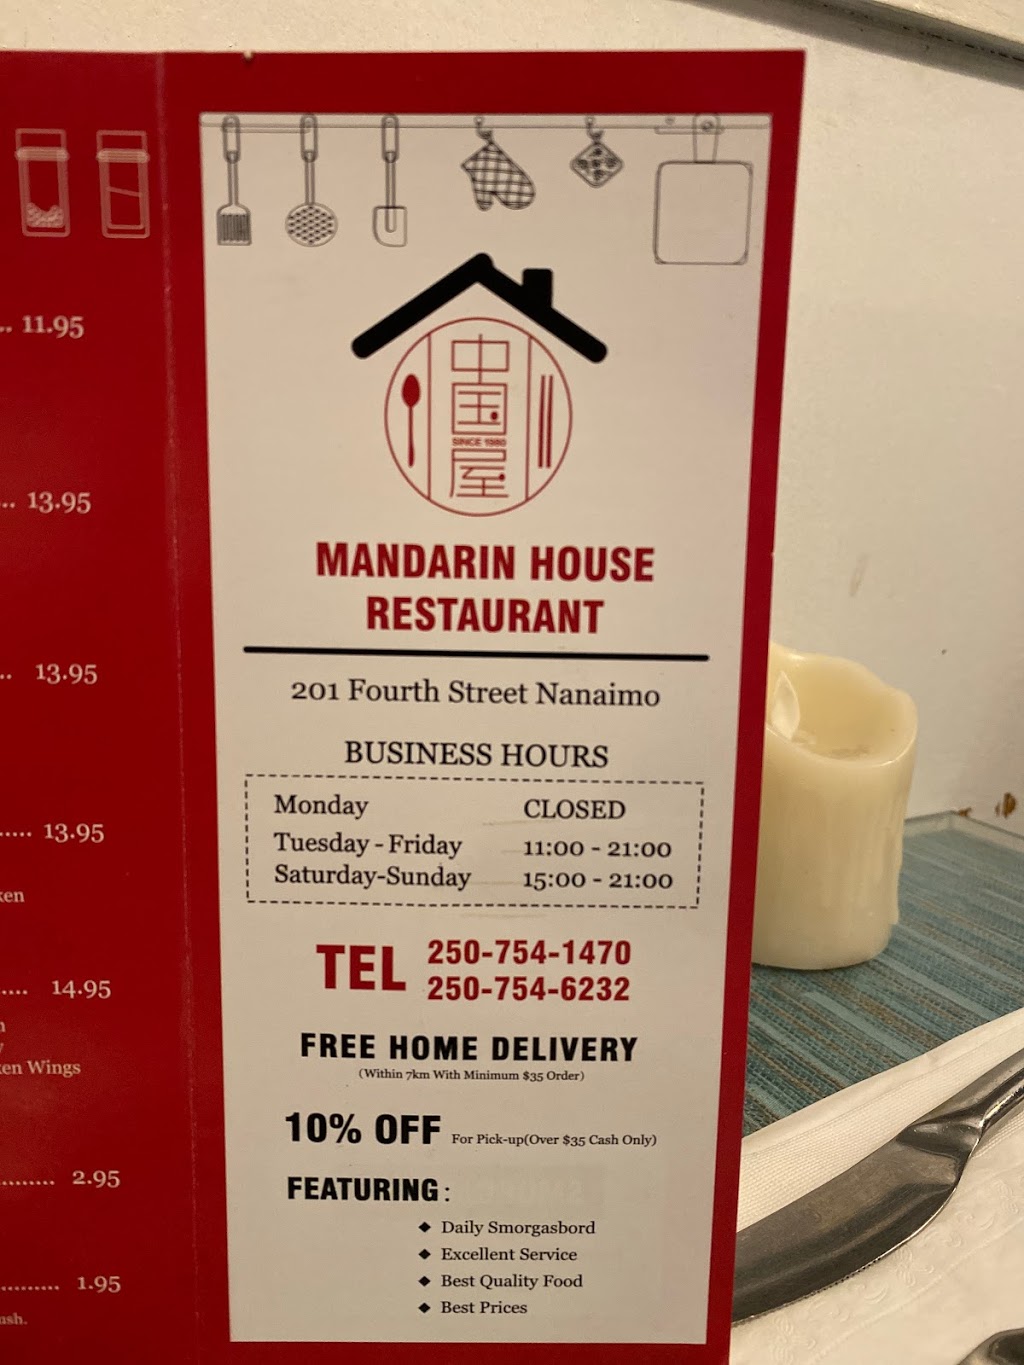 .. 11.95
... 13.95
.. 13.95
..... 13.95
.... 14.95
en Wings
......... 2.95
.......... 1.95
中国屋
SINCE 1980
MANDARIN HOUSE
RESTAURANT
201 Fourth Street Nanaimo
BUSINESS HOURS
Monday CLOSED
Tuesday - Friday 11:00 - 21:00
Saturday-Sunday 15:00 - 21:00
TEL 250-754-1470
250-754-6232
FREE HOME DELIVERY
(Within 7km With Minimum $35 Order)
10% OFF For Pick-up(Over $35 Cash Only)
FEATURING:
◆ Daily Smorgasbord
◆ Excellent Service
◆ Best Quality Food
◆ Best Prices